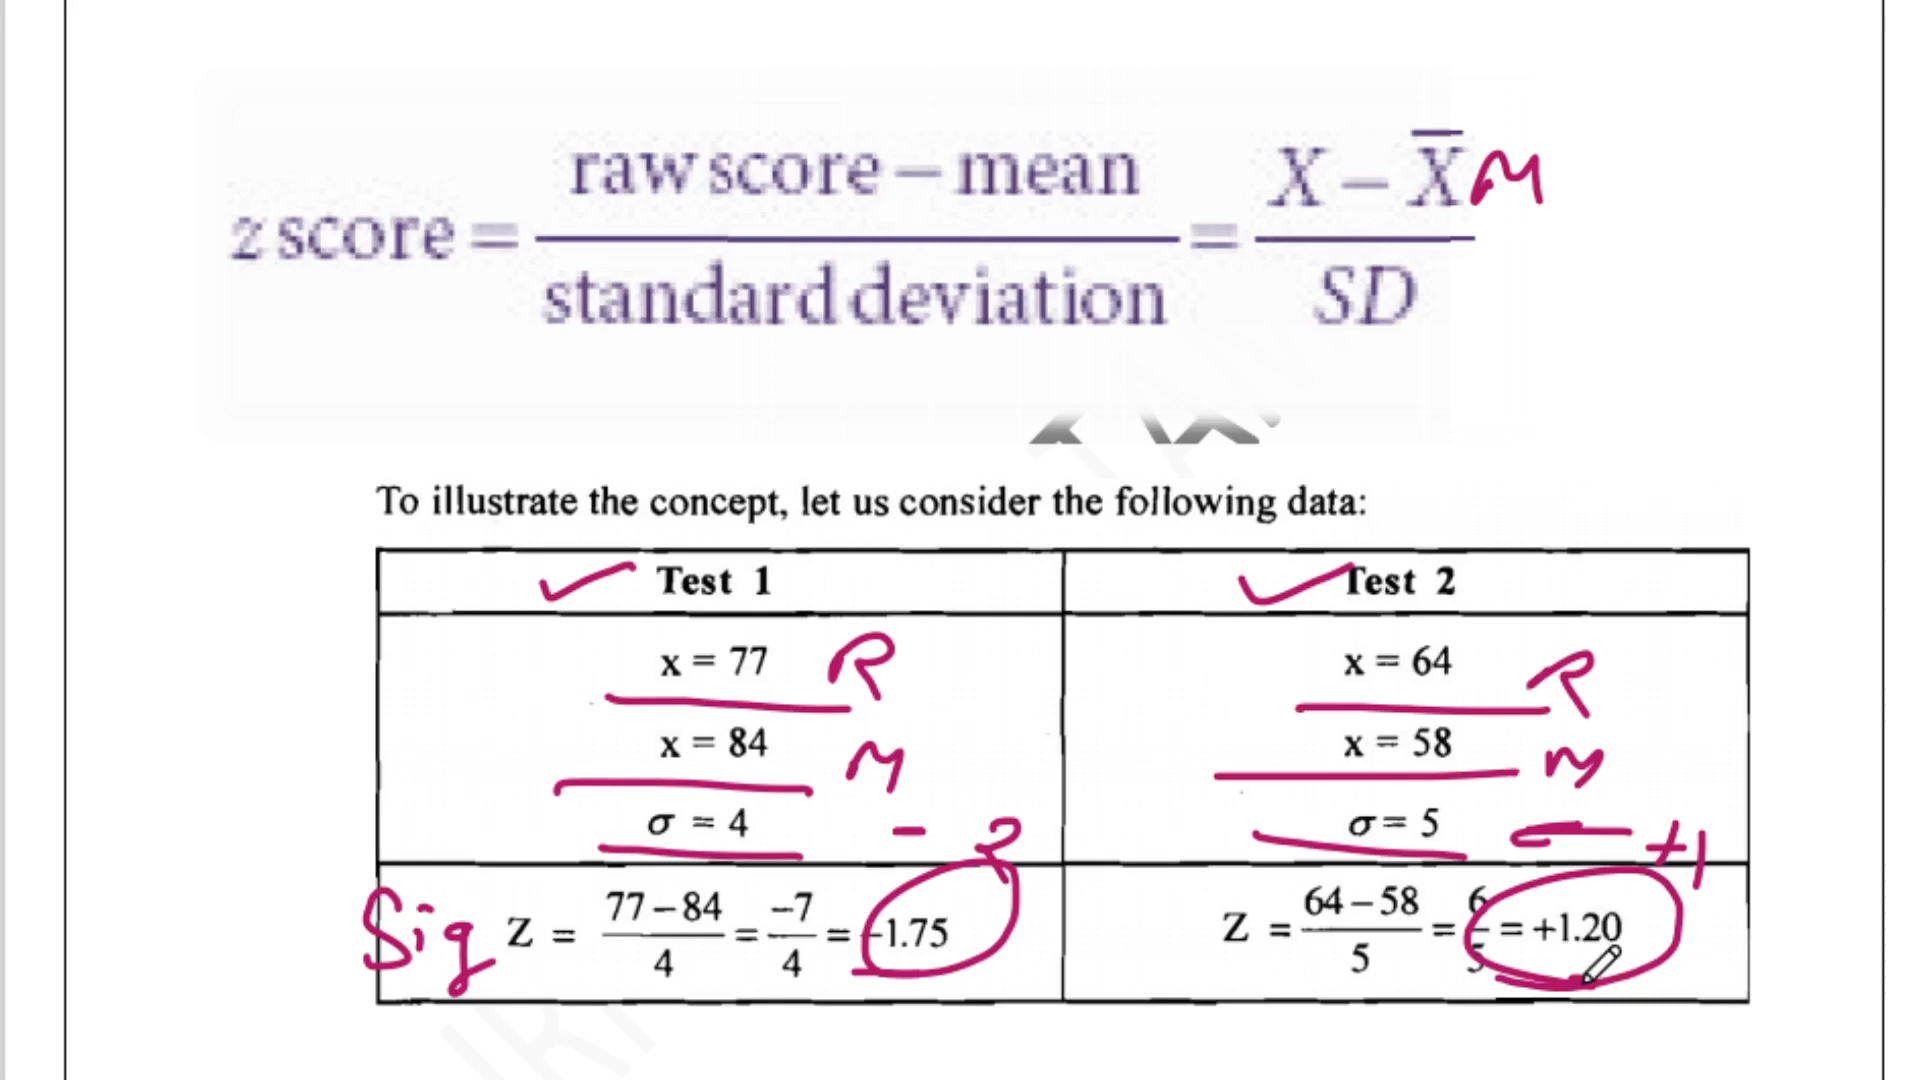 z score = raw score – mean / standard deviation = X – X̄ / SD M
To illustrate the concept, let us consider the following data:
Test 1 Test 2
x = 77 R x = 64 R
x = 84 M x = 58 m
σ = 4 σ = 5
– 2 +1
Sig Z = 77 – 84 / 4 = –7 / 4 = –1.75 Z = 64 – 58 / 5 = 6 / 5 = +1.20